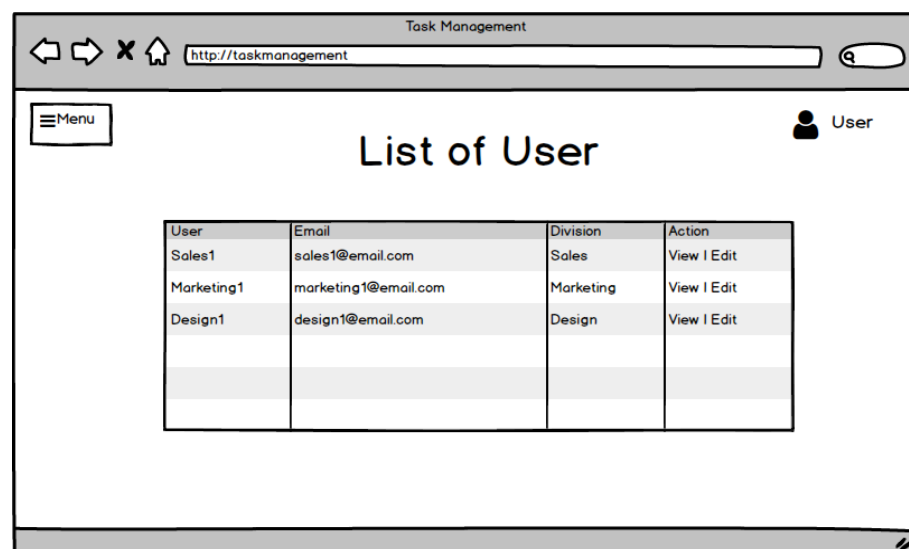 Task Management
http://taskmanagement
Menu
User
List of User
User Email Division Action
Sales1 sales1@email.com Sales View | Edit
Marketing1 marketing1@email.com Marketing View | Edit
Design1 design1@email.com Design View | Edit